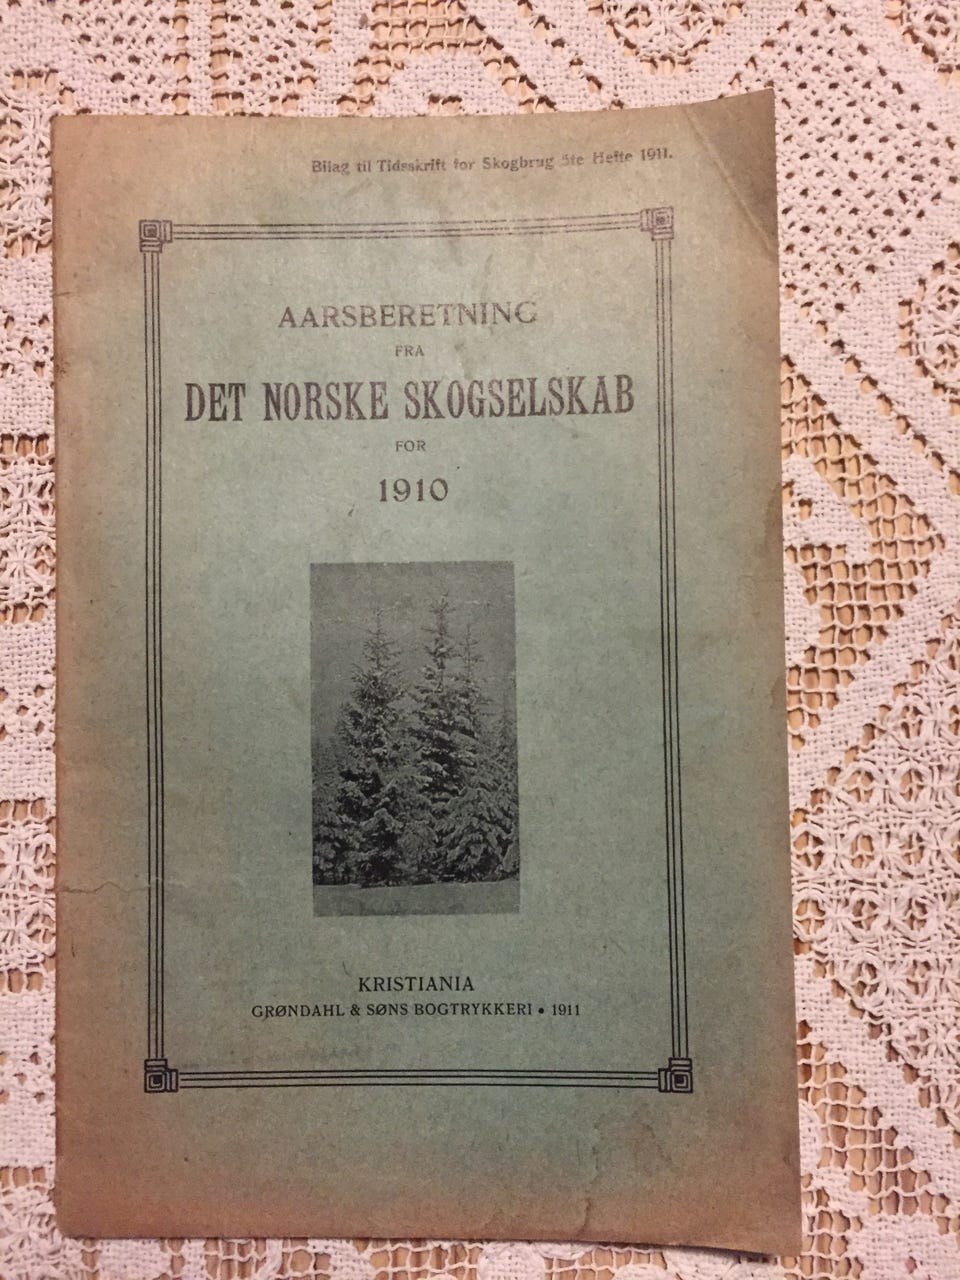 Bilag til Tidsskrift for Skogbrug 5te Hefte 1911.
AARSBERETNING
FRA
DET NORSKE SKOGSELSKAB
FOR
1910
KRISTIANIA
GRØNDAHL & SØNS BOGTRYKKERI • 1911